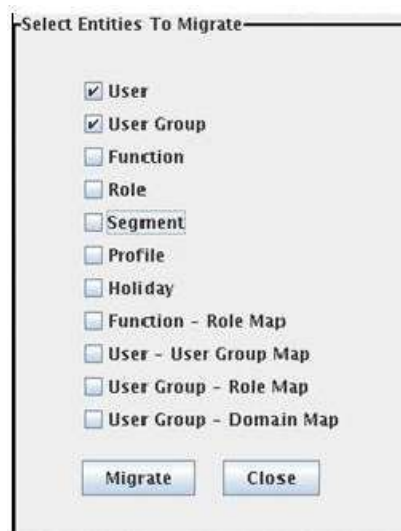 Select Entities To Migrate
User
User Group
Function
Role
Segment
Profile
Holiday
Function - Role Map
User - User Group Map
User Group - Role Map
User Group - Domain Map
Migrate Close